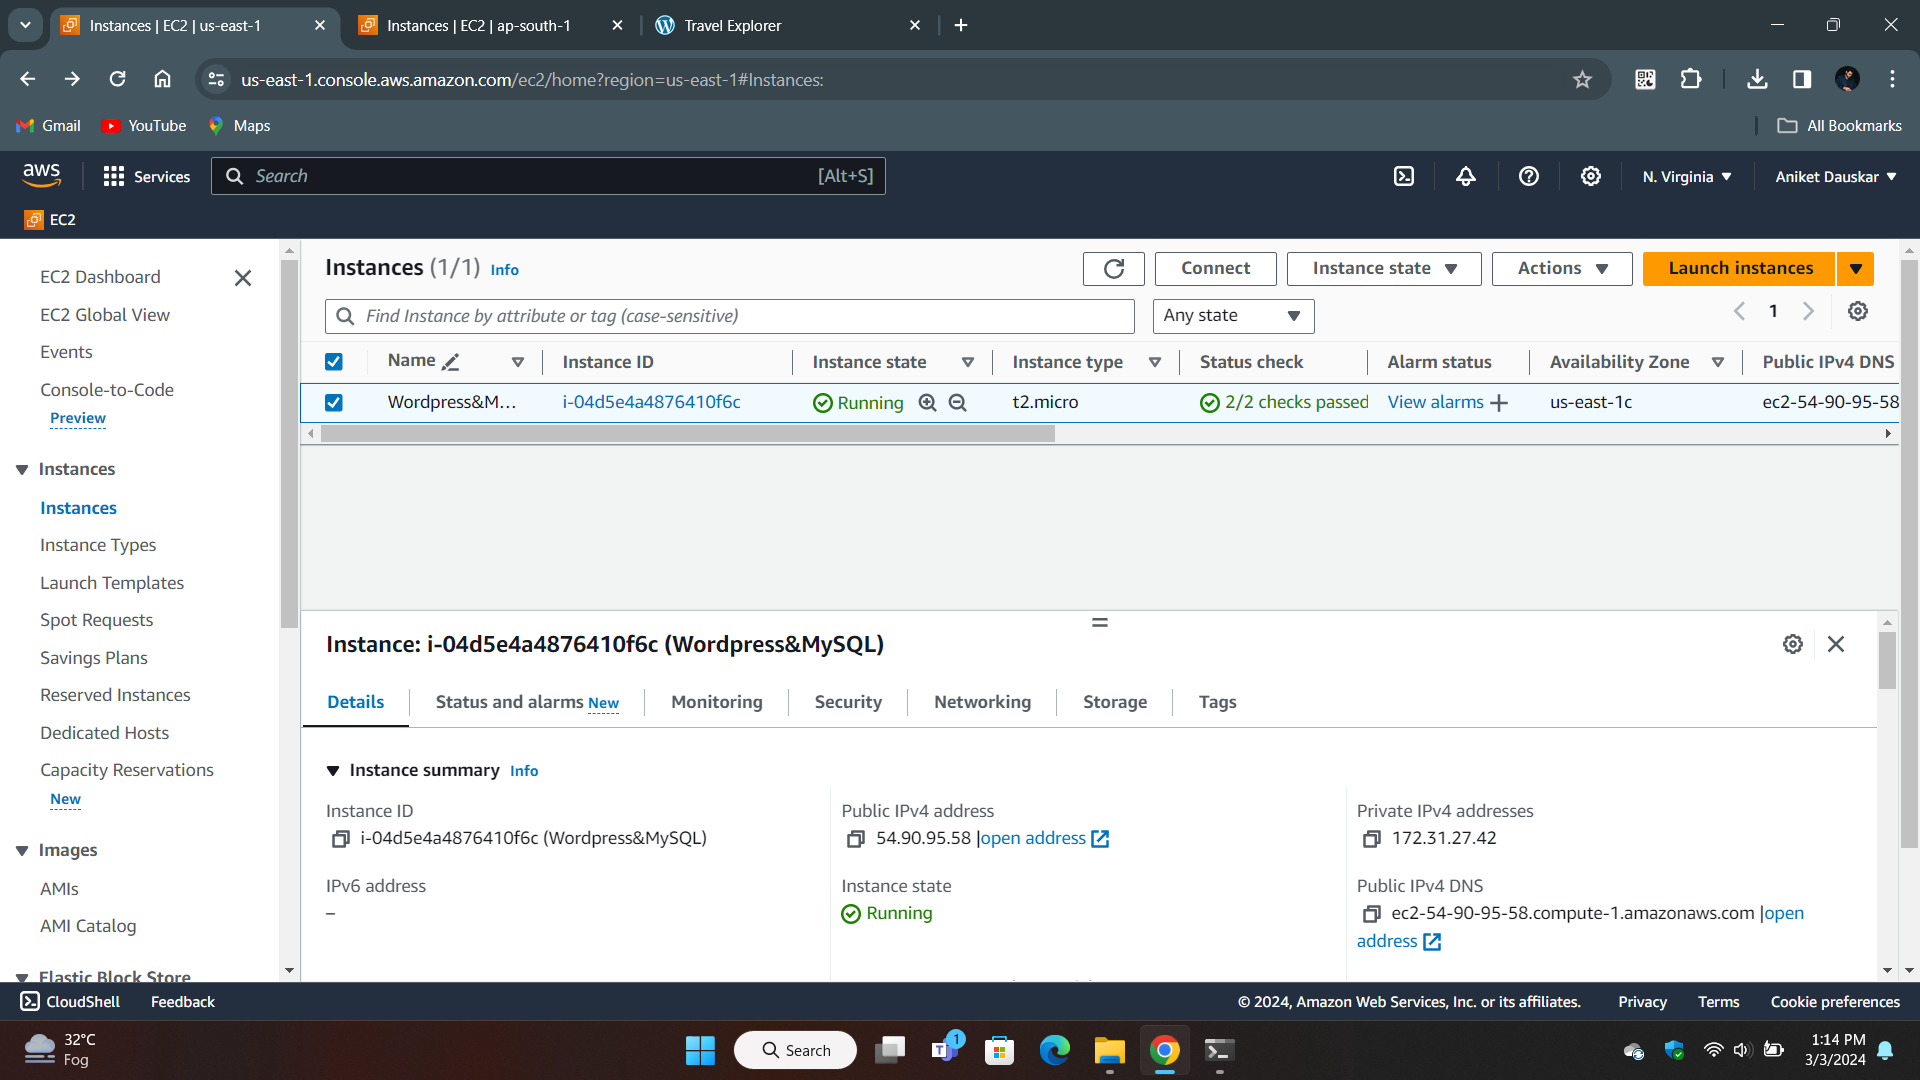 Instances | EC2 | us-east-1
Instances | EC2 | ap-south-1
Travel Explorer
us-east-1.console.aws.amazon.com/ec2/home?region=us-east-1#Instances:
Gmail YouTube Maps All Bookmarks
aws Services Search [Alt+S] N. Virginia Aniket Dauskar
EC2
EC2 Dashboard
EC2 Global View
Events
Console-to-Code
Preview
Instances
Instances
Instance Types
Launch Templates
Spot Requests
Savings Plans
Reserved Instances
Dedicated Hosts
Capacity Reservations
New
Images
AMIs
AMI Catalog
Elastic Block Store
Instances (1/1) Info Connect Instance state Actions Launch instances
Find Instance by attribute or tag (case-sensitive) Any state 1
Name Instance ID Instance state Instance type Status check Alarm status Availability Zone Public IPv4 DNS
Wordpress&M... i-04d5e4a4876410f6c Running t2.micro 2/2 checks passed View alarms us-east-1c ec2-54-90-95-58
Instance: i-04d5e4a4876410f6c (Wordpress&MySQL)
Details Status and alarms New Monitoring Security Networking Storage Tags
Instance summary Info
Instance ID
i-04d5e4a4876410f6c (Wordpress&MySQL)
IPv6 address
–
Public IPv4 address
54.90.95.58 |open address
Instance state
Running
Private IPv4 addresses
172.31.27.42
Public IPv4 DNS
ec2-54-90-95-58.compute-1.amazonaws.com |open
address
CloudShell Feedback © 2024, Amazon Web Services, Inc. or its affiliates. Privacy Terms Cookie preferences
32°C
Fog
Search
1
1:14 PM
3/3/2024